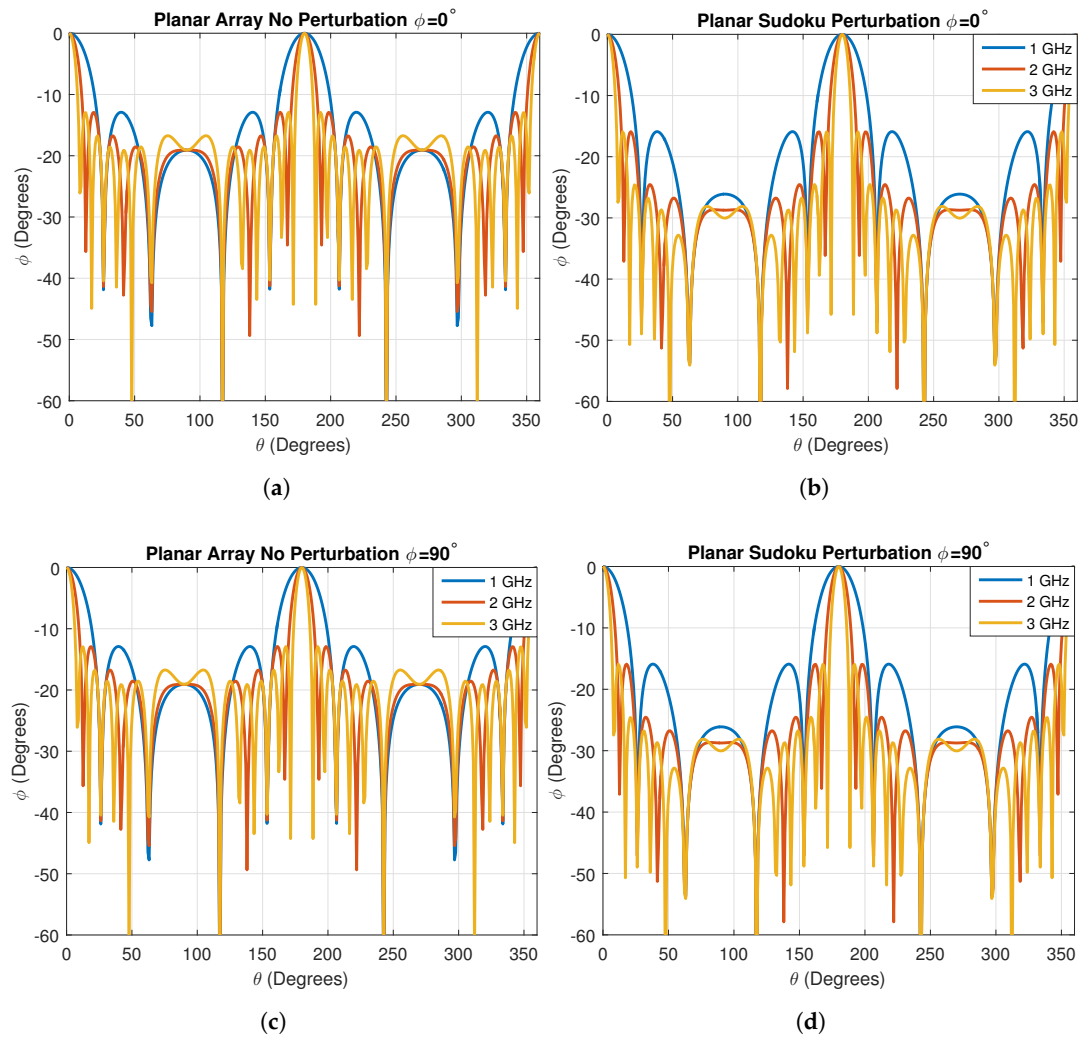 Planar Array No Perturbation ϕ=0°
0
-10
-20
-30
-40
-50
-60
ϕ (Degrees)
0 50 100 150 200 250 300 350
θ (Degrees)
(a)
Planar Sudoku Perturbation ϕ=0°
1 GHz
2 GHz
3 GHz
0
-10
-20
-30
-40
-50
-60
ϕ (Degrees)
0 50 100 150 200 250 300 350
θ (Degrees)
(b)
Planar Array No Perturbation ϕ=90°
1 GHz
2 GHz
3 GHz
0
-10
-20
-30
-40
-50
-60
ϕ (Degrees)
0 50 100 150 200 250 300 350
θ (Degrees)
(c)
Planar Sudoku Perturbation ϕ=90°
1 GHz
2 GHz
3 GHz
0
-10
-20
-30
-40
-50
-60
ϕ (Degrees)
0 50 100 150 200 250 300 350
θ (Degrees)
(d)